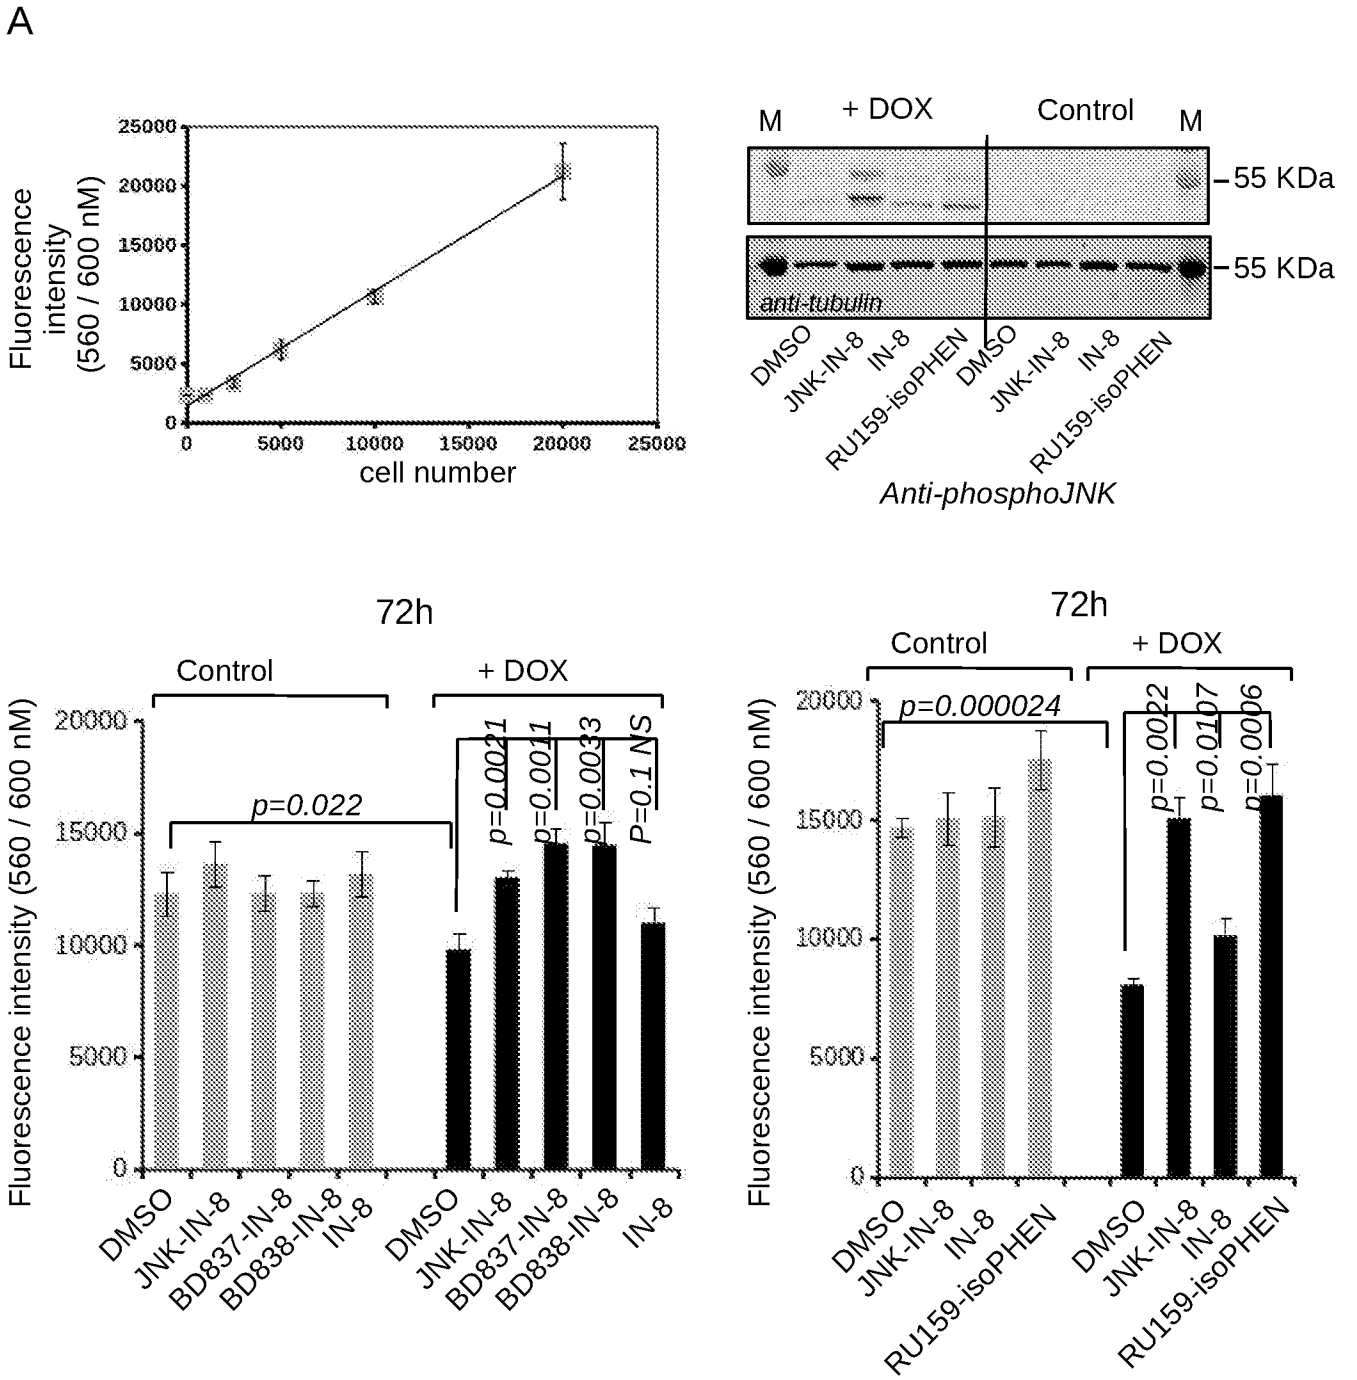 A
25000
20000
15000
10000
5000
0
0 5000 10000 15000 20000 25000
cell number
Fluorescence
intensity
(560 / 600 nM)
M + DOX Control M
55 KDa
55 KDa
anti-tubulin
DMSO
JNK-IN-8
IN-8
RU159-isoPHEN
DMSO
JNK-IN-8
IN-8
RU159-isoPHEN
Anti-phosphoJNK
72h
Control + DOX
p=0.022
p=0.0021
p=0.0011
p=0.0033
P=0.1 NS
20000
15000
10000
5000
0
Fluorescence intensity (560 / 600 nM)
DMSO
JNK-IN-8
BD837-IN-8
BD838-IN-8
IN-8
DMSO
JNK-IN-8
BD837-IN-8
BD838-IN-8
IN-8
72h
Control + DOX
p=0.000024
p=0.0022
p=0.0107
p=0.0006
20000
15000
10000
5000
0
Fluorescence intensity (560 / 600 nM)
DMSO
JNK-IN-8
IN-8
RU159-isoPHEN
DMSO
JNK-IN-8
IN-8
RU159-isoPHEN